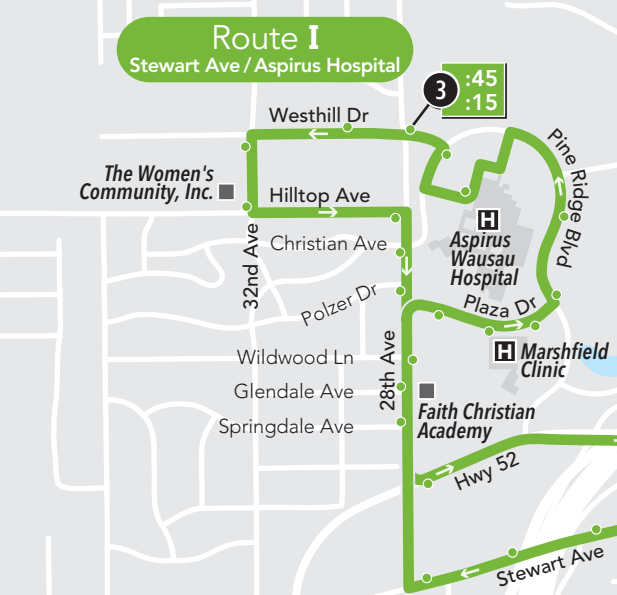 Route I
Stewart Ave / Aspirus Hospital
3
:45
:15
Westhill Dr
The Women's
Community, Inc.
Hilltop Ave
Pine Ridge Blvd
H
Aspirus
Wausau
Hospital
Christian Ave
32nd Ave
Polzer Dr
Plaza Dr
Wildwood Ln
28th Ave
H
Marshfield
Clinic
Glendale Ave
Faith Christian
Academy
Springdale Ave
Hwy 52
Stewart Ave